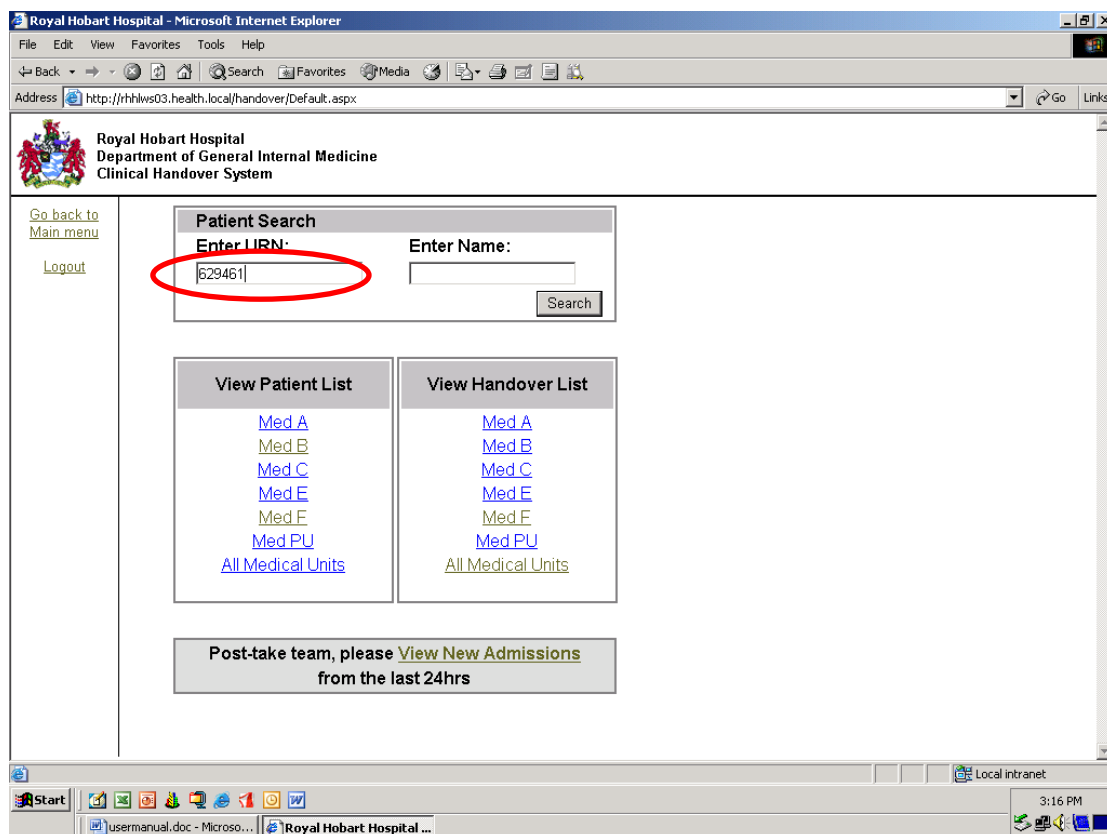 Royal Hobart Hospital - Microsoft Internet Explorer
File Edit View Favorites Tools Help
Back Search Favorites Media
Address http://rhhlws03.health.local/handover/Default.aspx Go Links
Royal Hobart Hospital
Department of General Internal Medicine
Clinical Handover System
Go back to
Main menu
Logout
Patient Search
Enter URN: Enter Name:
629461
Search
View Patient List
Med A
Med B
Med C
Med E
Med F
Med PU
All Medical Units
View Handover List
Med A
Med B
Med C
Med E
Med F
Med PU
All Medical Units
Post-take team, please View New Admissions
from the last 24hrs
Local intranet
Start
3:16 PM
usermanual.doc - Microso... Royal Hobart Hospital ...